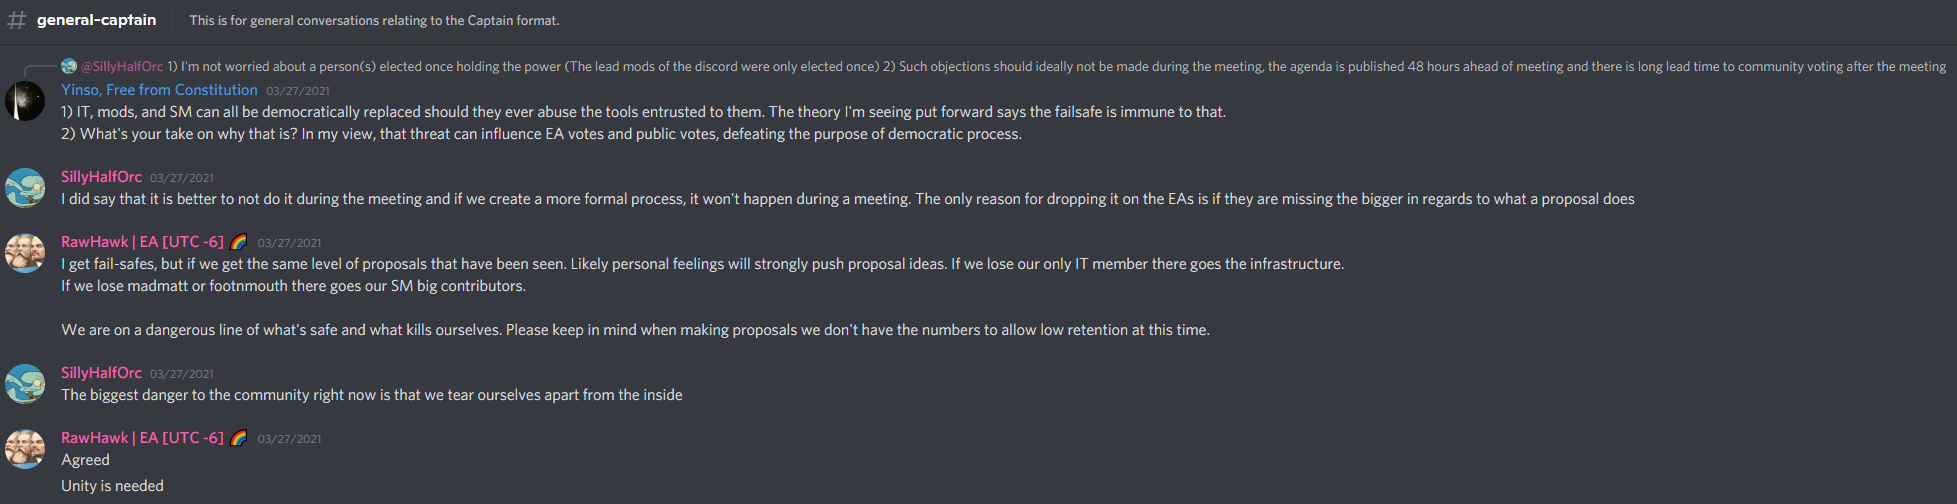 # general-captain This is for general conversations relating to the Captain format.
@SillyHalfOrc 1) I'm not worried about a person(s) elected once holding the power (The lead mods of the discord were only elected once) 2) Such objections should ideally not be made during the meeting, the agenda is published 48 hours ahead of meeting and there is long lead time to community voting after the meeting
Yinso, Free from Constitution 03/27/2021
1) IT, mods, and SM can all be democratically replaced should they ever abuse the tools entrusted to them. The theory I'm seeing put forward says the failsafe is immune to that.
2) What's your take on why that is? In my view, that threat can influence EA votes and public votes, defeating the purpose of democratic process.
SillyHalfOrc 03/27/2021
I did say that it is better to not do it during the meeting and if we create a more formal process, it won't happen during a meeting. The only reason for dropping it on the EAs is if they are missing the bigger in regards to what a proposal does
RawHawk | EA [UTC -6] 🌈 03/27/2021
I get fail-safes, but if we get the same level of proposals that have been seen. Likely personal feelings will strongly push proposal ideas. If we lose our only IT member there goes the infrastructure.
If we lose madmatt or footnmouth there goes our SM big contributors.
We are on a dangerous line of what's safe and what kills ourselves. Please keep in mind when making proposals we don't have the numbers to allow low retention at this time.
SillyHalfOrc 03/27/2021
The biggest danger to the community right now is that we tear ourselves apart from the inside
RawHawk | EA [UTC -6] 🌈 03/27/2021
Agreed
Unity is needed